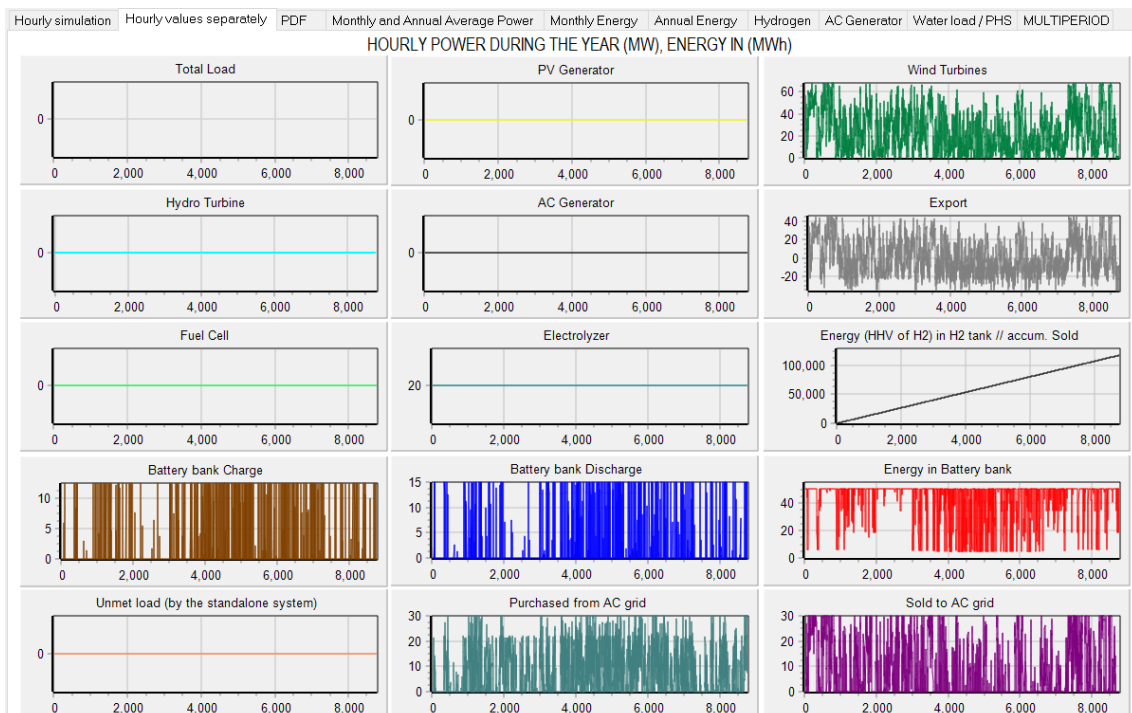 Hourly simulation Hourly values separately PDF Monthly and Annual Average Power Monthly Energy Annual Energy Hydrogen AC Generator Water load / PHS MULTIPERIOD
HOURLY POWER DURING THE YEAR (MW), ENERGY IN (MWh)
Total Load
0
0 2,000 4,000 6,000 8,000
PV Generator
0
0 2,000 4,000 6,000 8,000
Wind Turbines
60
40
20
0
0 2,000 4,000 6,000 8,000
Hydro Turbine
0
0 2,000 4,000 6,000 8,000
AC Generator
0
0 2,000 4,000 6,000 8,000
Export
40
20
0
-20
0 2,000 4,000 6,000 8,000
Fuel Cell
0
0 2,000 4,000 6,000 8,000
Electrolyzer
20
0 2,000 4,000 6,000 8,000
Energy (HHV of H2) in H2 tank // accum. Sold
100,000
50,000
0
0 2,000 4,000 6,000 8,000
Battery bank Charge
10
5
0
0 2,000 4,000 6,000 8,000
Battery bank Discharge
15
10
5
0
0 2,000 4,000 6,000 8,000
Energy in Battery bank
40
20
0
0 2,000 4,000 6,000 8,000
Unmet load (by the standalone system)
0
0 2,000 4,000 6,000 8,000
Purchased from AC grid
30
20
10
0
0 2,000 4,000 6,000 8,000
Sold to AC grid
30
20
10
0
0 2,000 4,000 6,000 8,000